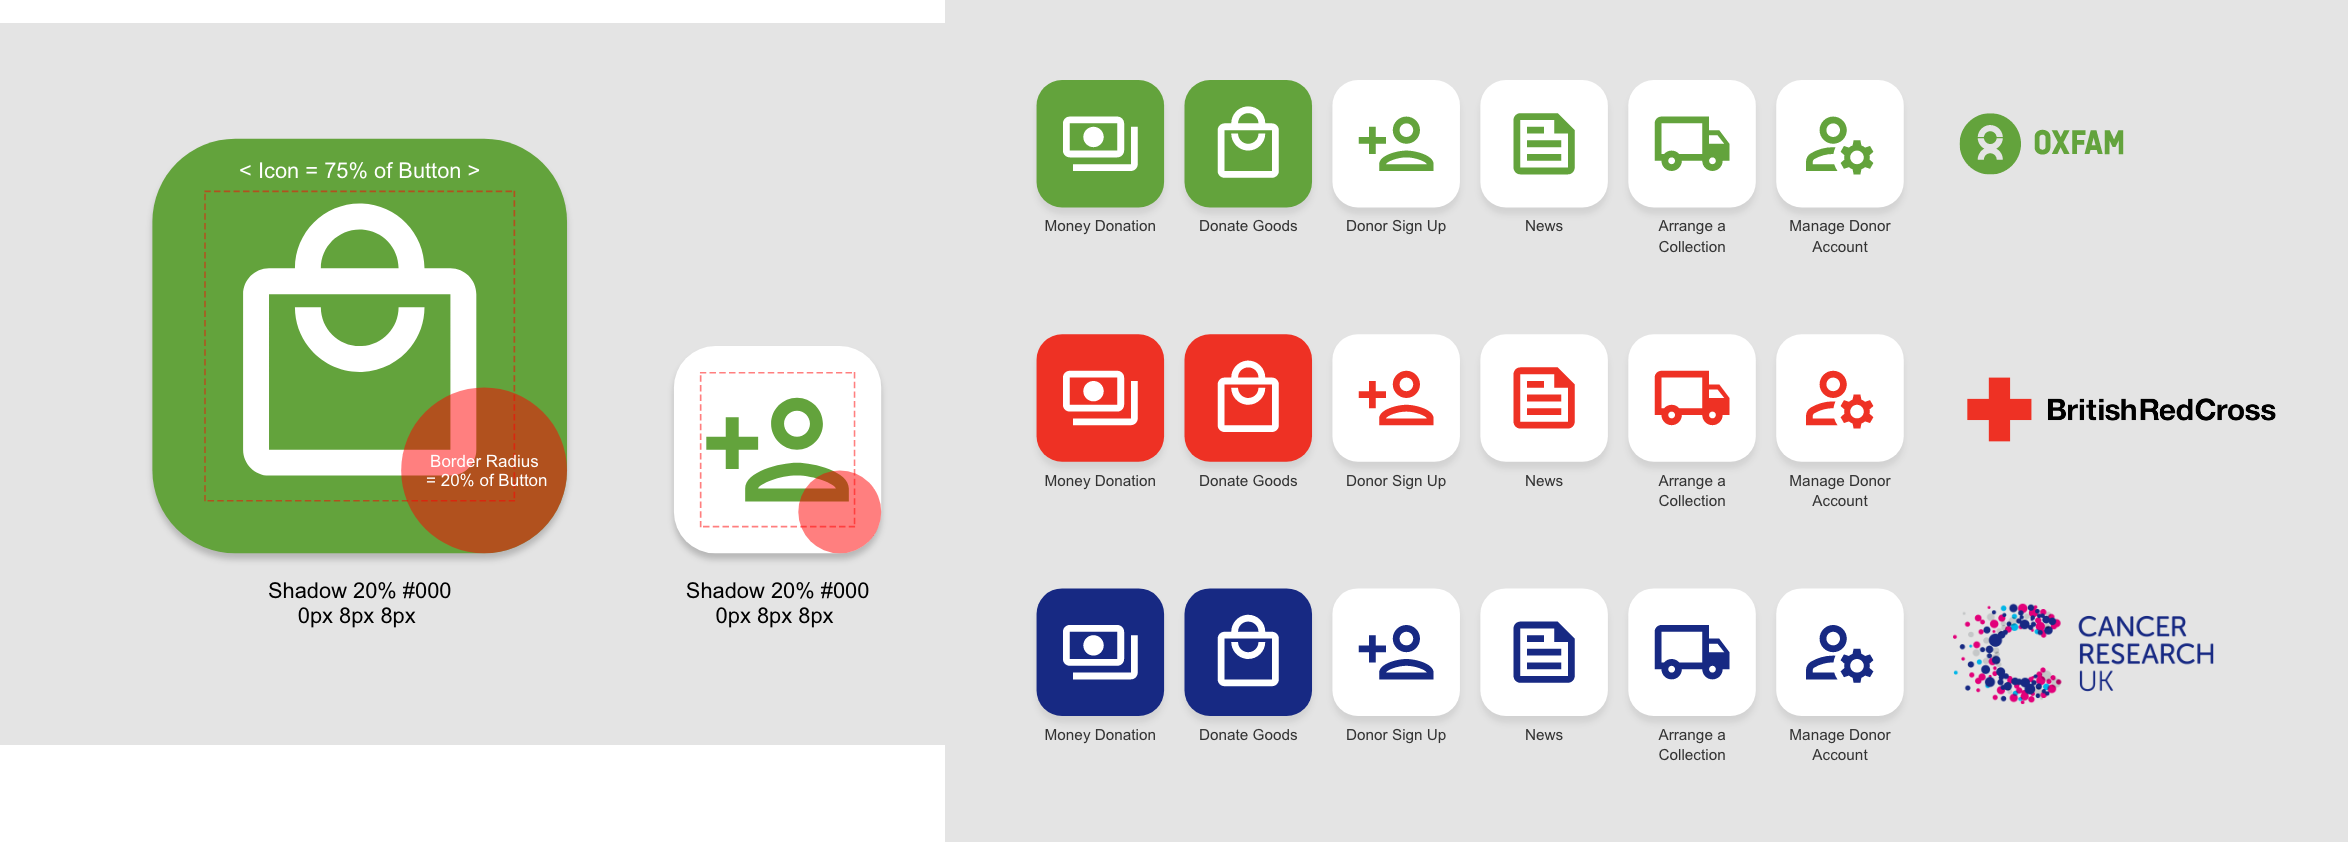 < Icon = 75% of Button >
Border Radius
= 20% of Button
Shadow 20% #000
0px 8px 8px
Shadow 20% #000
0px 8px 8px
Money Donation
Donate Goods
Donor Sign Up
News
Arrange a
Collection
Manage Donor
Account
OXFAM
Money Donation
Donate Goods
Donor Sign Up
News
Arrange a
Collection
Manage Donor
Account
BritishRedCross
Money Donation
Donate Goods
Donor Sign Up
News
Arrange a
Collection
Manage Donor
Account
CANCER
RESEARCH
UK